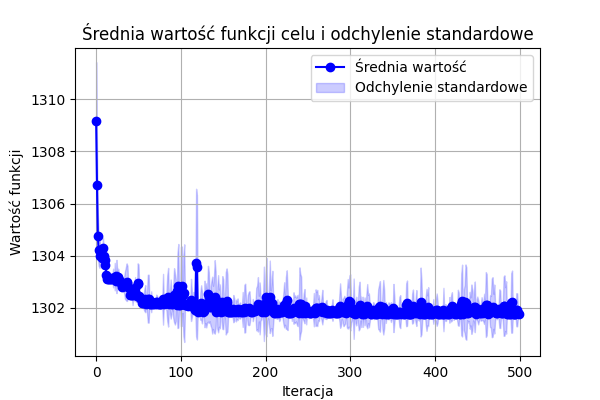 Średnia wartość funkcji celu i odchylenie standardowe
Średnia wartość
Odchylenie standardowe
Wartość funkcji
1310
1308
1306
1304
1302
0 100 200 300 400 500
Iteracja